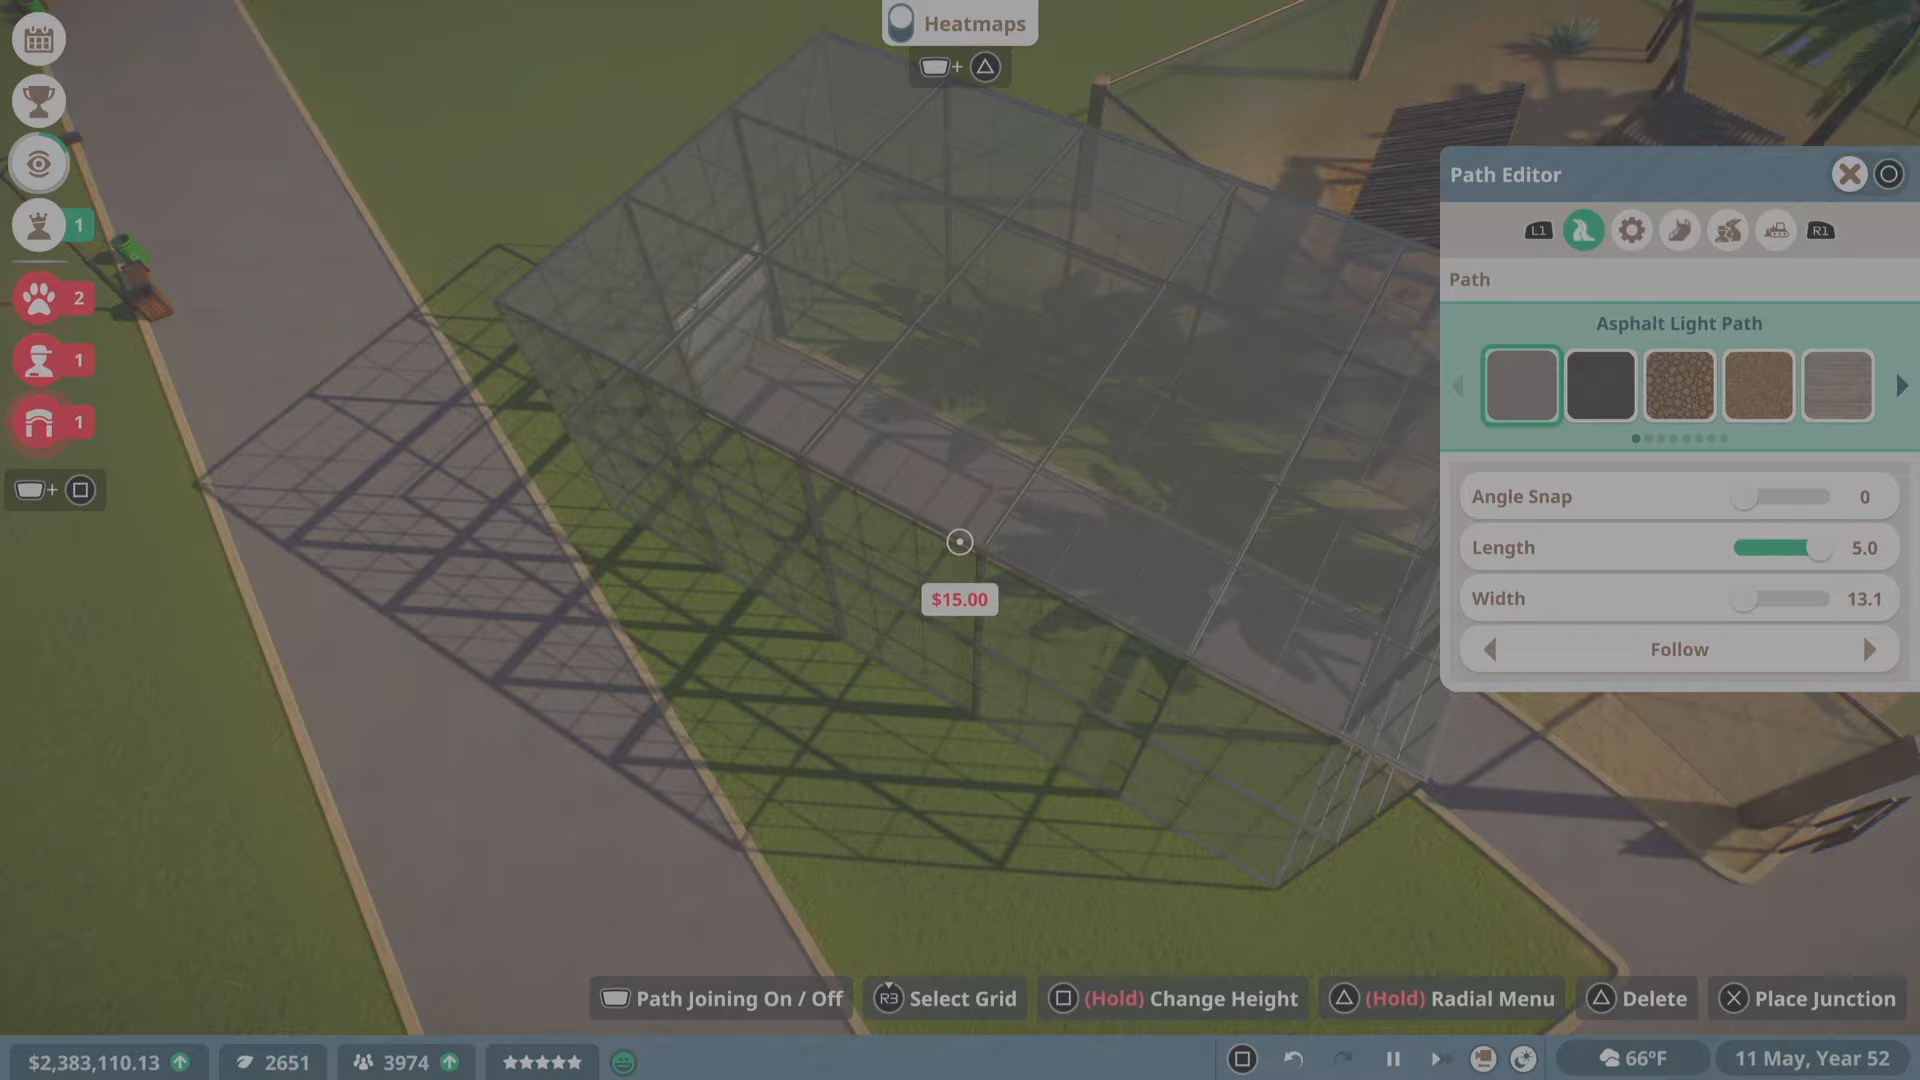 Heatmaps
+
1
2
1
1
+
Path Editor
L1
R1
Path
Asphalt Light Path
Angle Snap 0
Length 5.0
Width 13.1
Follow
$15.00
Path Joining On / Off
R3 Select Grid
(Hold) Change Height
(Hold) Radial Menu
Delete
Place Junction
$2,383,110.13
2651
3974
66°F
11 May, Year 52